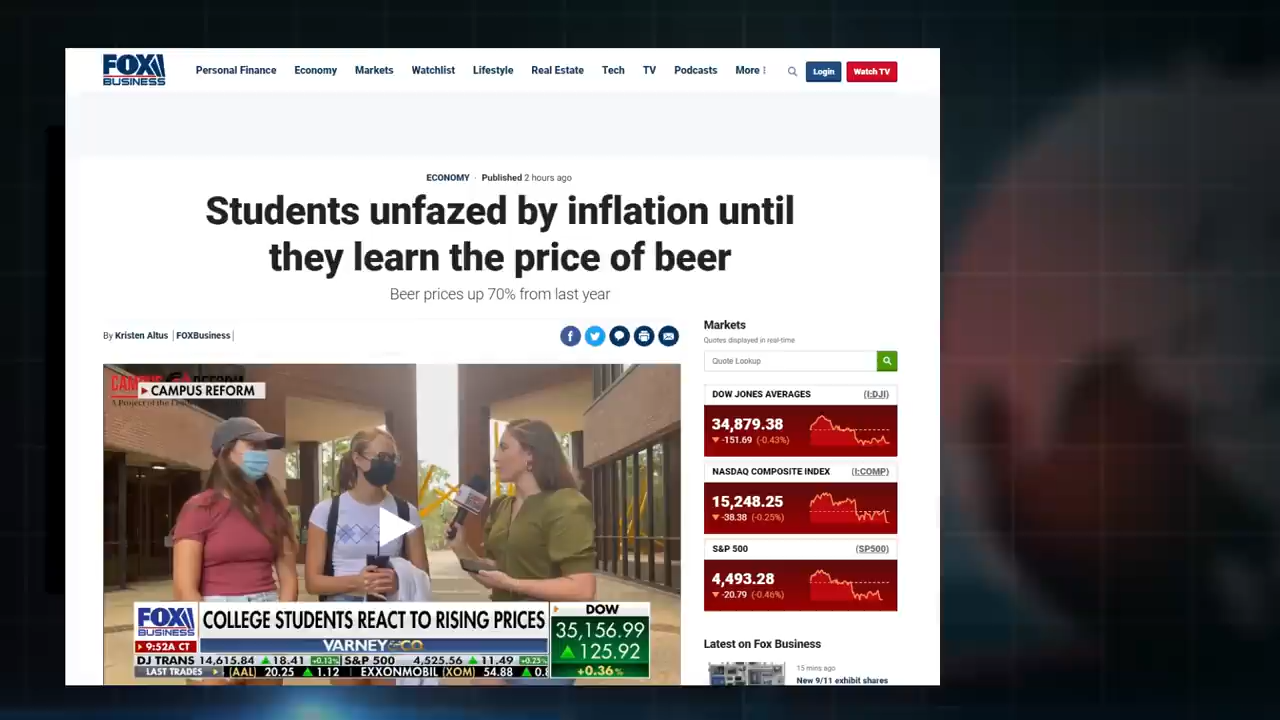 FOX
BUSINESS
Personal Finance Economy Markets Watchlist Lifestyle Real Estate Tech TV Podcasts More Login Watch TV
ECONOMY · Published 2 hours ago
Students unfazed by inflation until
they learn the price of beer
Beer prices up 70% from last year
By Kristen Altus | FOXBusiness |
Markets
Quotes displayed in real-time
Quote Lookup
DOW JONES AVERAGES (I:DJI)
34,879.38
-151.69 (-0.43%)
NASDAQ COMPOSITE INDEX (I:COMP)
15,248.25
-38.38 (-0.25%)
S&P 500 (SP500)
4,493.28
-20.79 (-0.46%)
CAMPUS REFORM
A Project of the
FOX
BUSINESS
9:52A CT
COLLEGE STUDENTS REACT TO RISING PRICES
VARNEY & CO.
DOW
35,156.99
125.92
+0.36%
DJ TRANS 14,615.84 18.41 +0.13% S&P 500 4,525.56 11.49 +0.25%
LAST TRADES (AAL) 20.25 1.12 EXXONMOBIL (XOM) 54.88
Latest on Fox Business
15 mins ago
New 9/11 exhibit shares